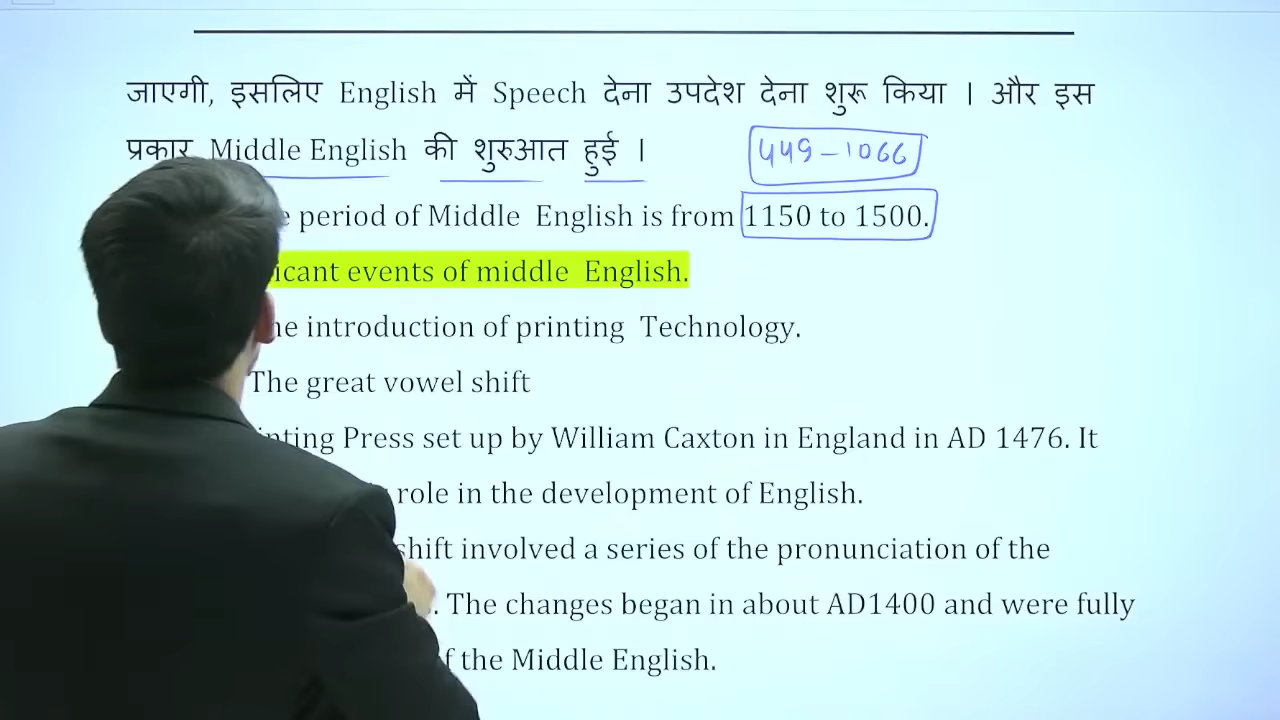 जाएगी, इसलिए English में Speech देना उपदेश देना शुरू किया । और इस
प्रकार Middle English की शुरुआत हुई ।
449-1066
period of Middle English is from 1150 to 1500.
events of middle English.
introduction of printing Technology.
The great vowel shift
Press set up by William Caxton in England in AD 1476. It
role in the development of English.
shift involved a series of the pronunciation of the
The changes began in about AD1400 and were fully
the Middle English.